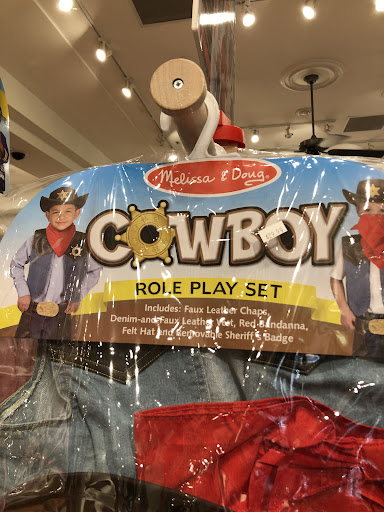 Melissa & Doug
COWBOY
ROLE PLAY SET
Includes: Faux Leather Chaps,
Denim-and Faux Leather Vest, Red Bandanna,
Felt Hat and Removable Sheriff's Badge